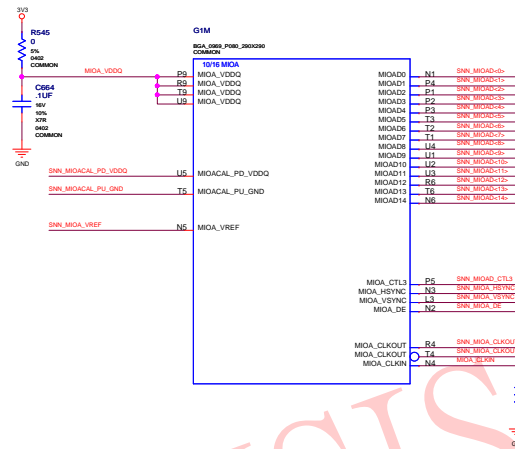 3V3
R545
0
5%
0402
COMMON
MIOA_VDDQ
C664
.1UF
16V
10%
X7R
0402
COMMON
GND
SNN_MIOACAL_PD_VDDQ
SNN_MIOACAL_PU_GND
SNN_MIOA_VREF
G1M
BGA_0969_P080_290X290
COMMON
10/16 MIOA
P9 MIOA_VDDQ
R9 MIOA_VDDQ
T9 MIOA_VDDQ
U9 MIOA_VDDQ
U5 MIOACAL_PD_VDDQ
T5 MIOACAL_PU_GND
N5 MIOA_VREF
MIOAD0 N1 SNN_MIOAD<0>
MIOAD1 P4 SNN_MIOAD<1>
MIOAD2 P1 SNN_MIOAD<2>
MIOAD3 P2 SNN_MIOAD<3>
MIOAD4 P3 SNN_MIOAD<4>
MIOAD5 T3 SNN_MIOAD<5>
MIOAD6 T2 SNN_MIOAD<6>
MIOAD7 T1 SNN_MIOAD<7>
MIOAD8 U4 SNN_MIOAD<8>
MIOAD9 U1 SNN_MIOAD<9>
MIOAD10 U2 SNN_MIOAD<10>
MIOAD11 U3 SNN_MIOAD<11>
MIOAD12 R6 SNN_MIOAD<12>
MIOAD13 T6 SNN_MIOAD<13>
MIOAD14 N6 SNN_MIOAD<14>
MIOA_CTL3 P5 SNN_MIOAD_CTL3
MIOA_HSYNC N3 SNN_MIOA_HSYNC
MIOA_VSYNC L3 SNN_MIOA_VSYNC
MIOA_DE N2 SNN_MIOA_DE
MIOA_CLKOUT R4 SNN_MIOA_CLKOUT
MIOA_CLKOUT T4 SNN_MIOA_CLKOUT
MIOA_CLKIN N4 MIOA_CLKIN
SIS